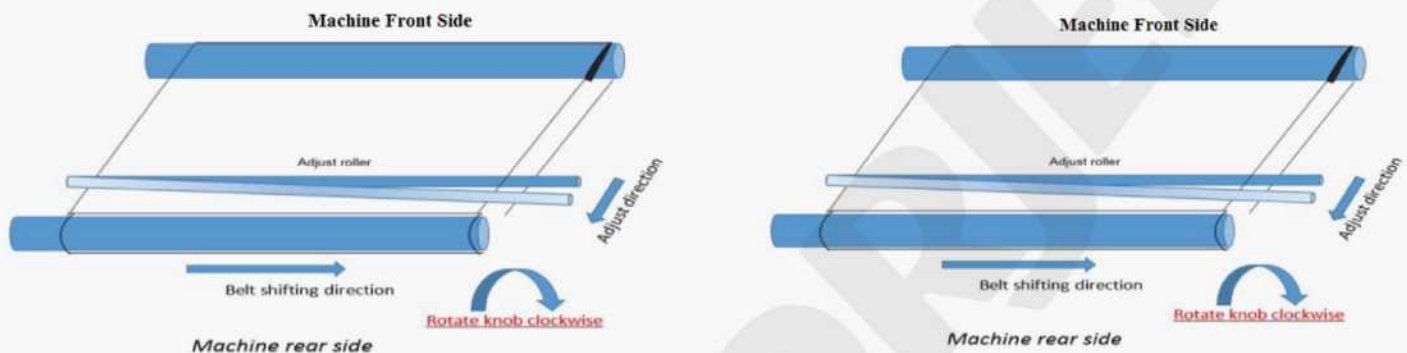 Machine Front Side
Adjust roller
Adjust direction
Belt shifting direction
Rotate knob clockwise
Machine rear side
Machine Front Side
Adjust roller
Adjust direction
Belt shifting direction
Rotate knob clockwise
Machine rear side